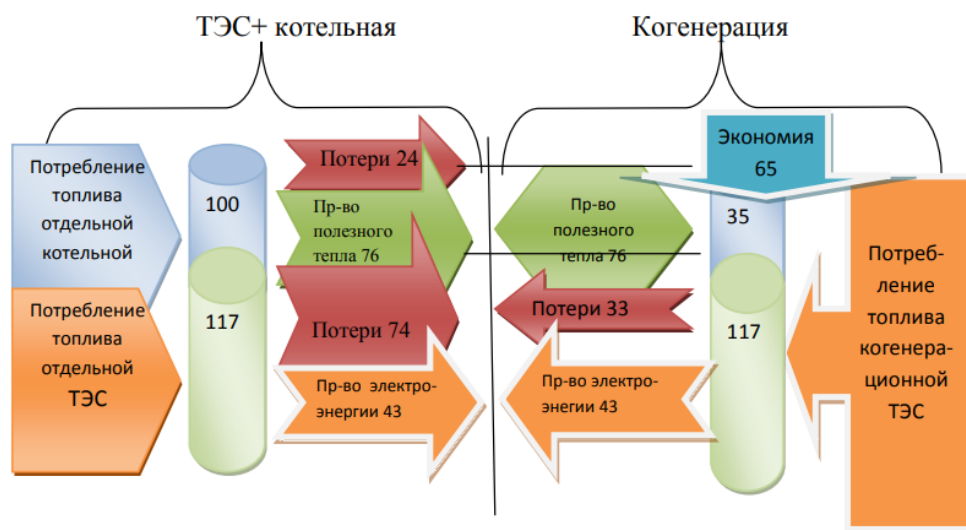 ТЭС+ котельная
Когенерация
Потребление
топлива
отдельной
котельной
100
Потери 24
Пр-во
полезного
тепла 76
Потребление
топлива
отдельной
ТЭС
117
Потери 74
Пр-во электро-
энергии 43
Экономия
65
Пр-во
полезного
тепла 76
35
Потери 33
117
Пр-во электро-
энегии 43
Потреб-
ление
топлива
когенера-
ционной
ТЭС